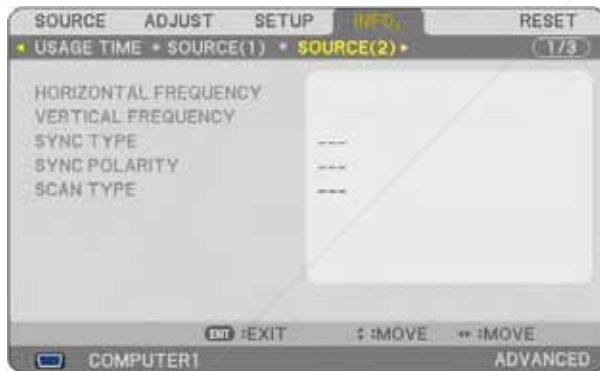 SOURCE ADJUST SETUP INFO. RESET
USAGE TIME • SOURCE(1) • SOURCE(2) 1/3
HORIZONTAL FREQUENCY
VERTICAL FREQUENCY
SYNC TYPE ---
SYNC POLARITY ---
SCAN TYPE ---
EXIT :EXIT ↕ :MOVE ↔ :MOVE
COMPUTER1 ADVANCED